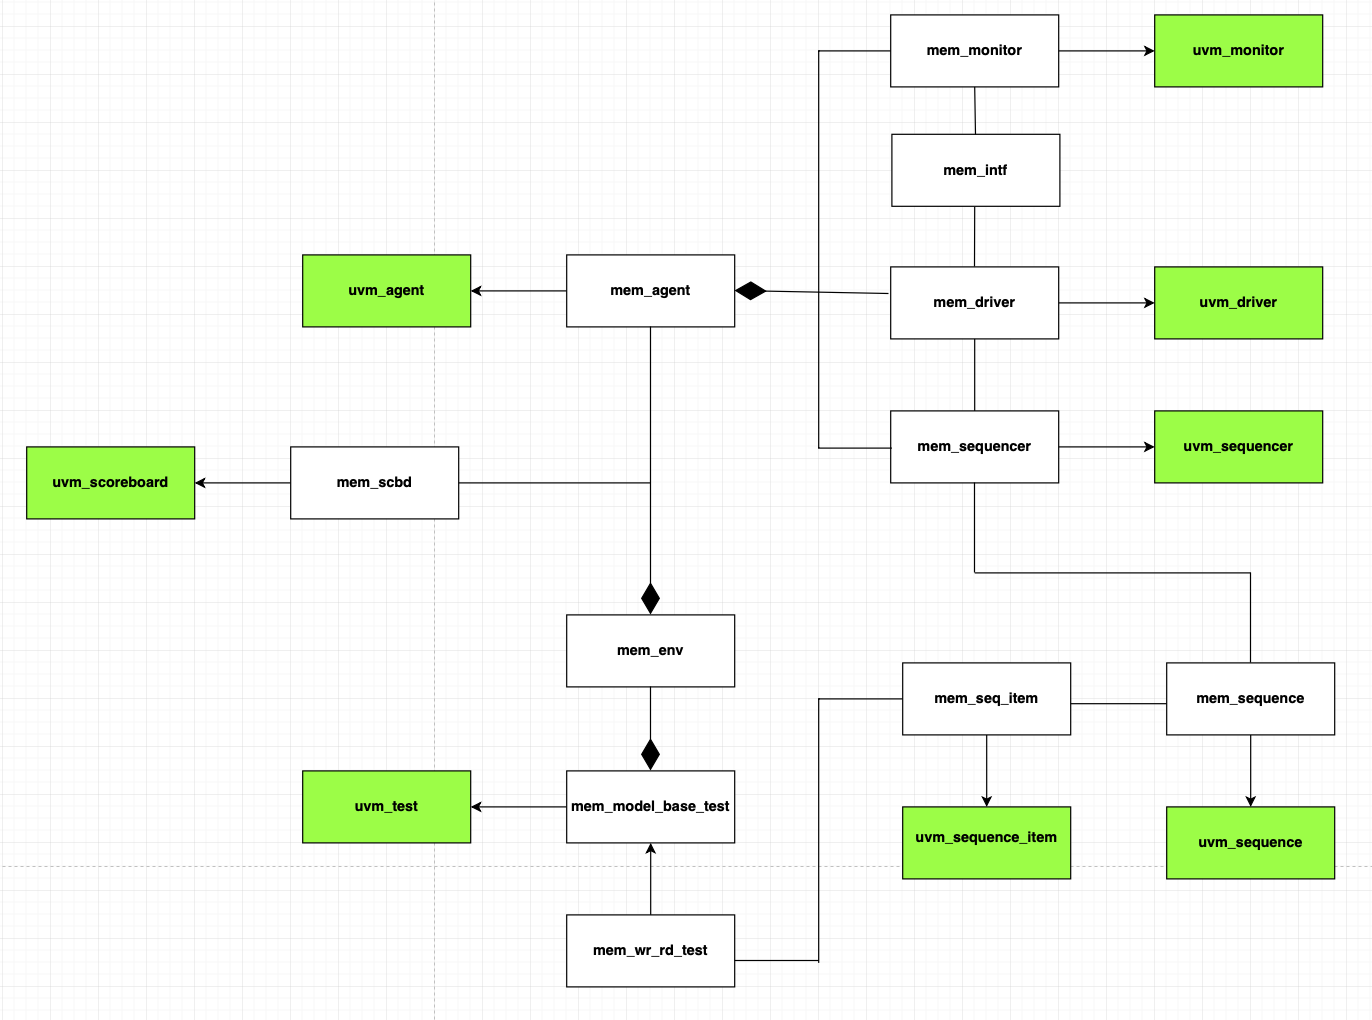 mem_monitor
uvm_monitor
mem_intf
uvm_agent
mem_agent
mem_driver
uvm_driver
mem_sequencer
uvm_sequencer
uvm_scoreboard
mem_scbd
mem_env
mem_seq_item
mem_sequence
uvm_test
mem_model_base_test
uvm_sequence_item
uvm_sequence
mem_wr_rd_test